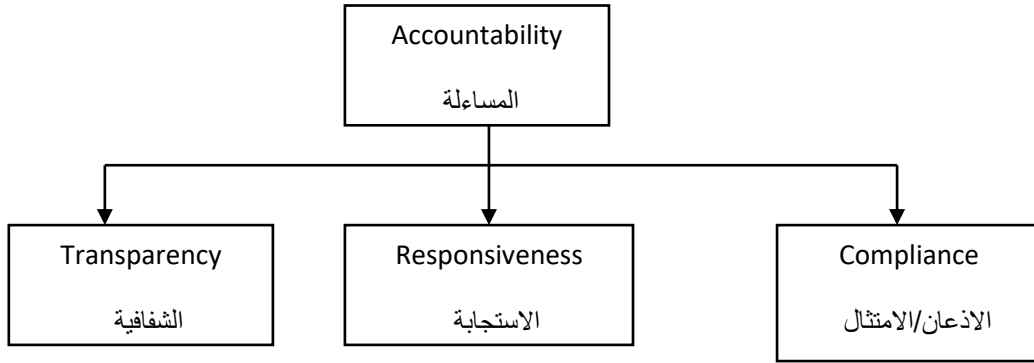 Accountability
المساءلة
Transparency
الشفافية
Responsiveness
الاستجابة
Compliance
الاذعان/الامتثال